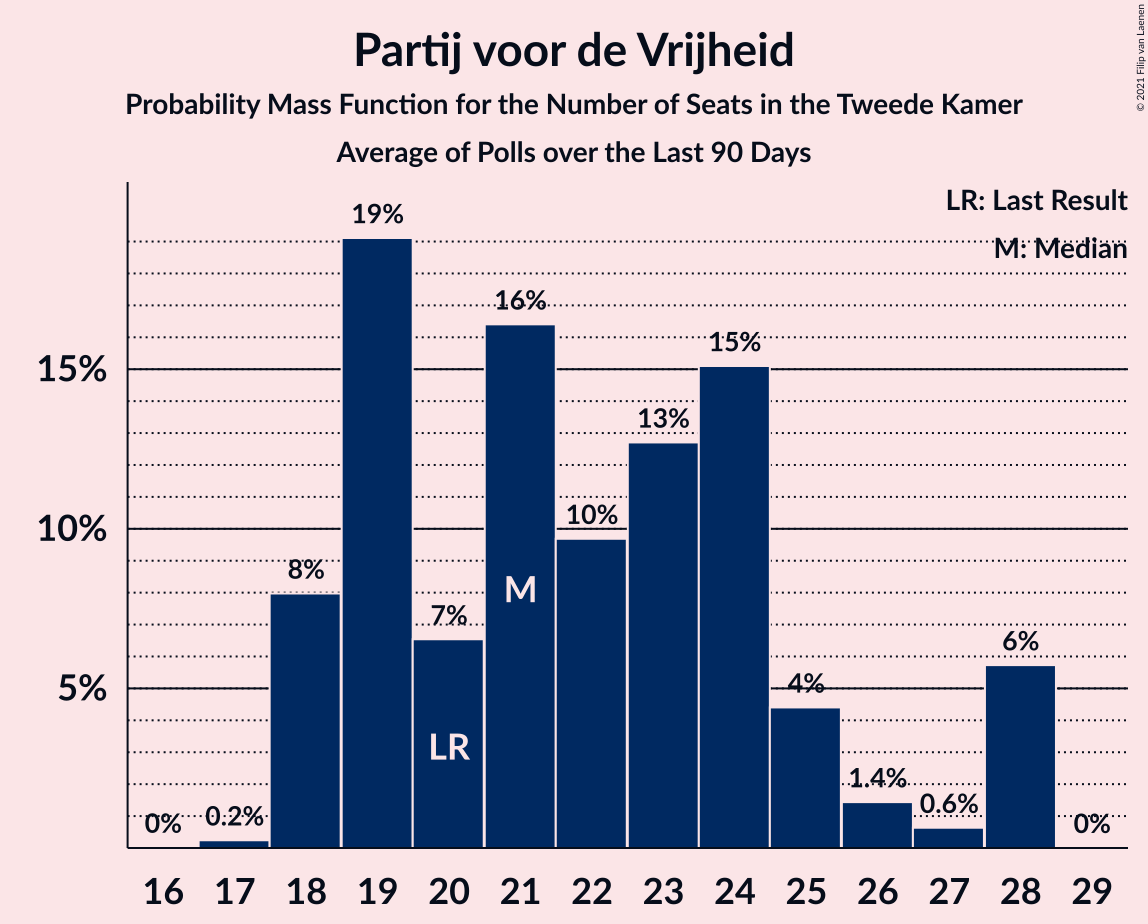 Partij voor de Vrijheid
Probability Mass Function for the Number of Seats in the Tweede Kamer
Average of Polls over the Last 90 Days
© 2021 Filip van Laenen
LR: Last Result
M: Median
15%
10%
5%
0%
0.2%
8%
19%
7%
16%
10%
13%
15%
4%
1.4%
0.6%
6%
0%
LR
M
16 17 18 19 20 21 22 23 24 25 26 27 28 29